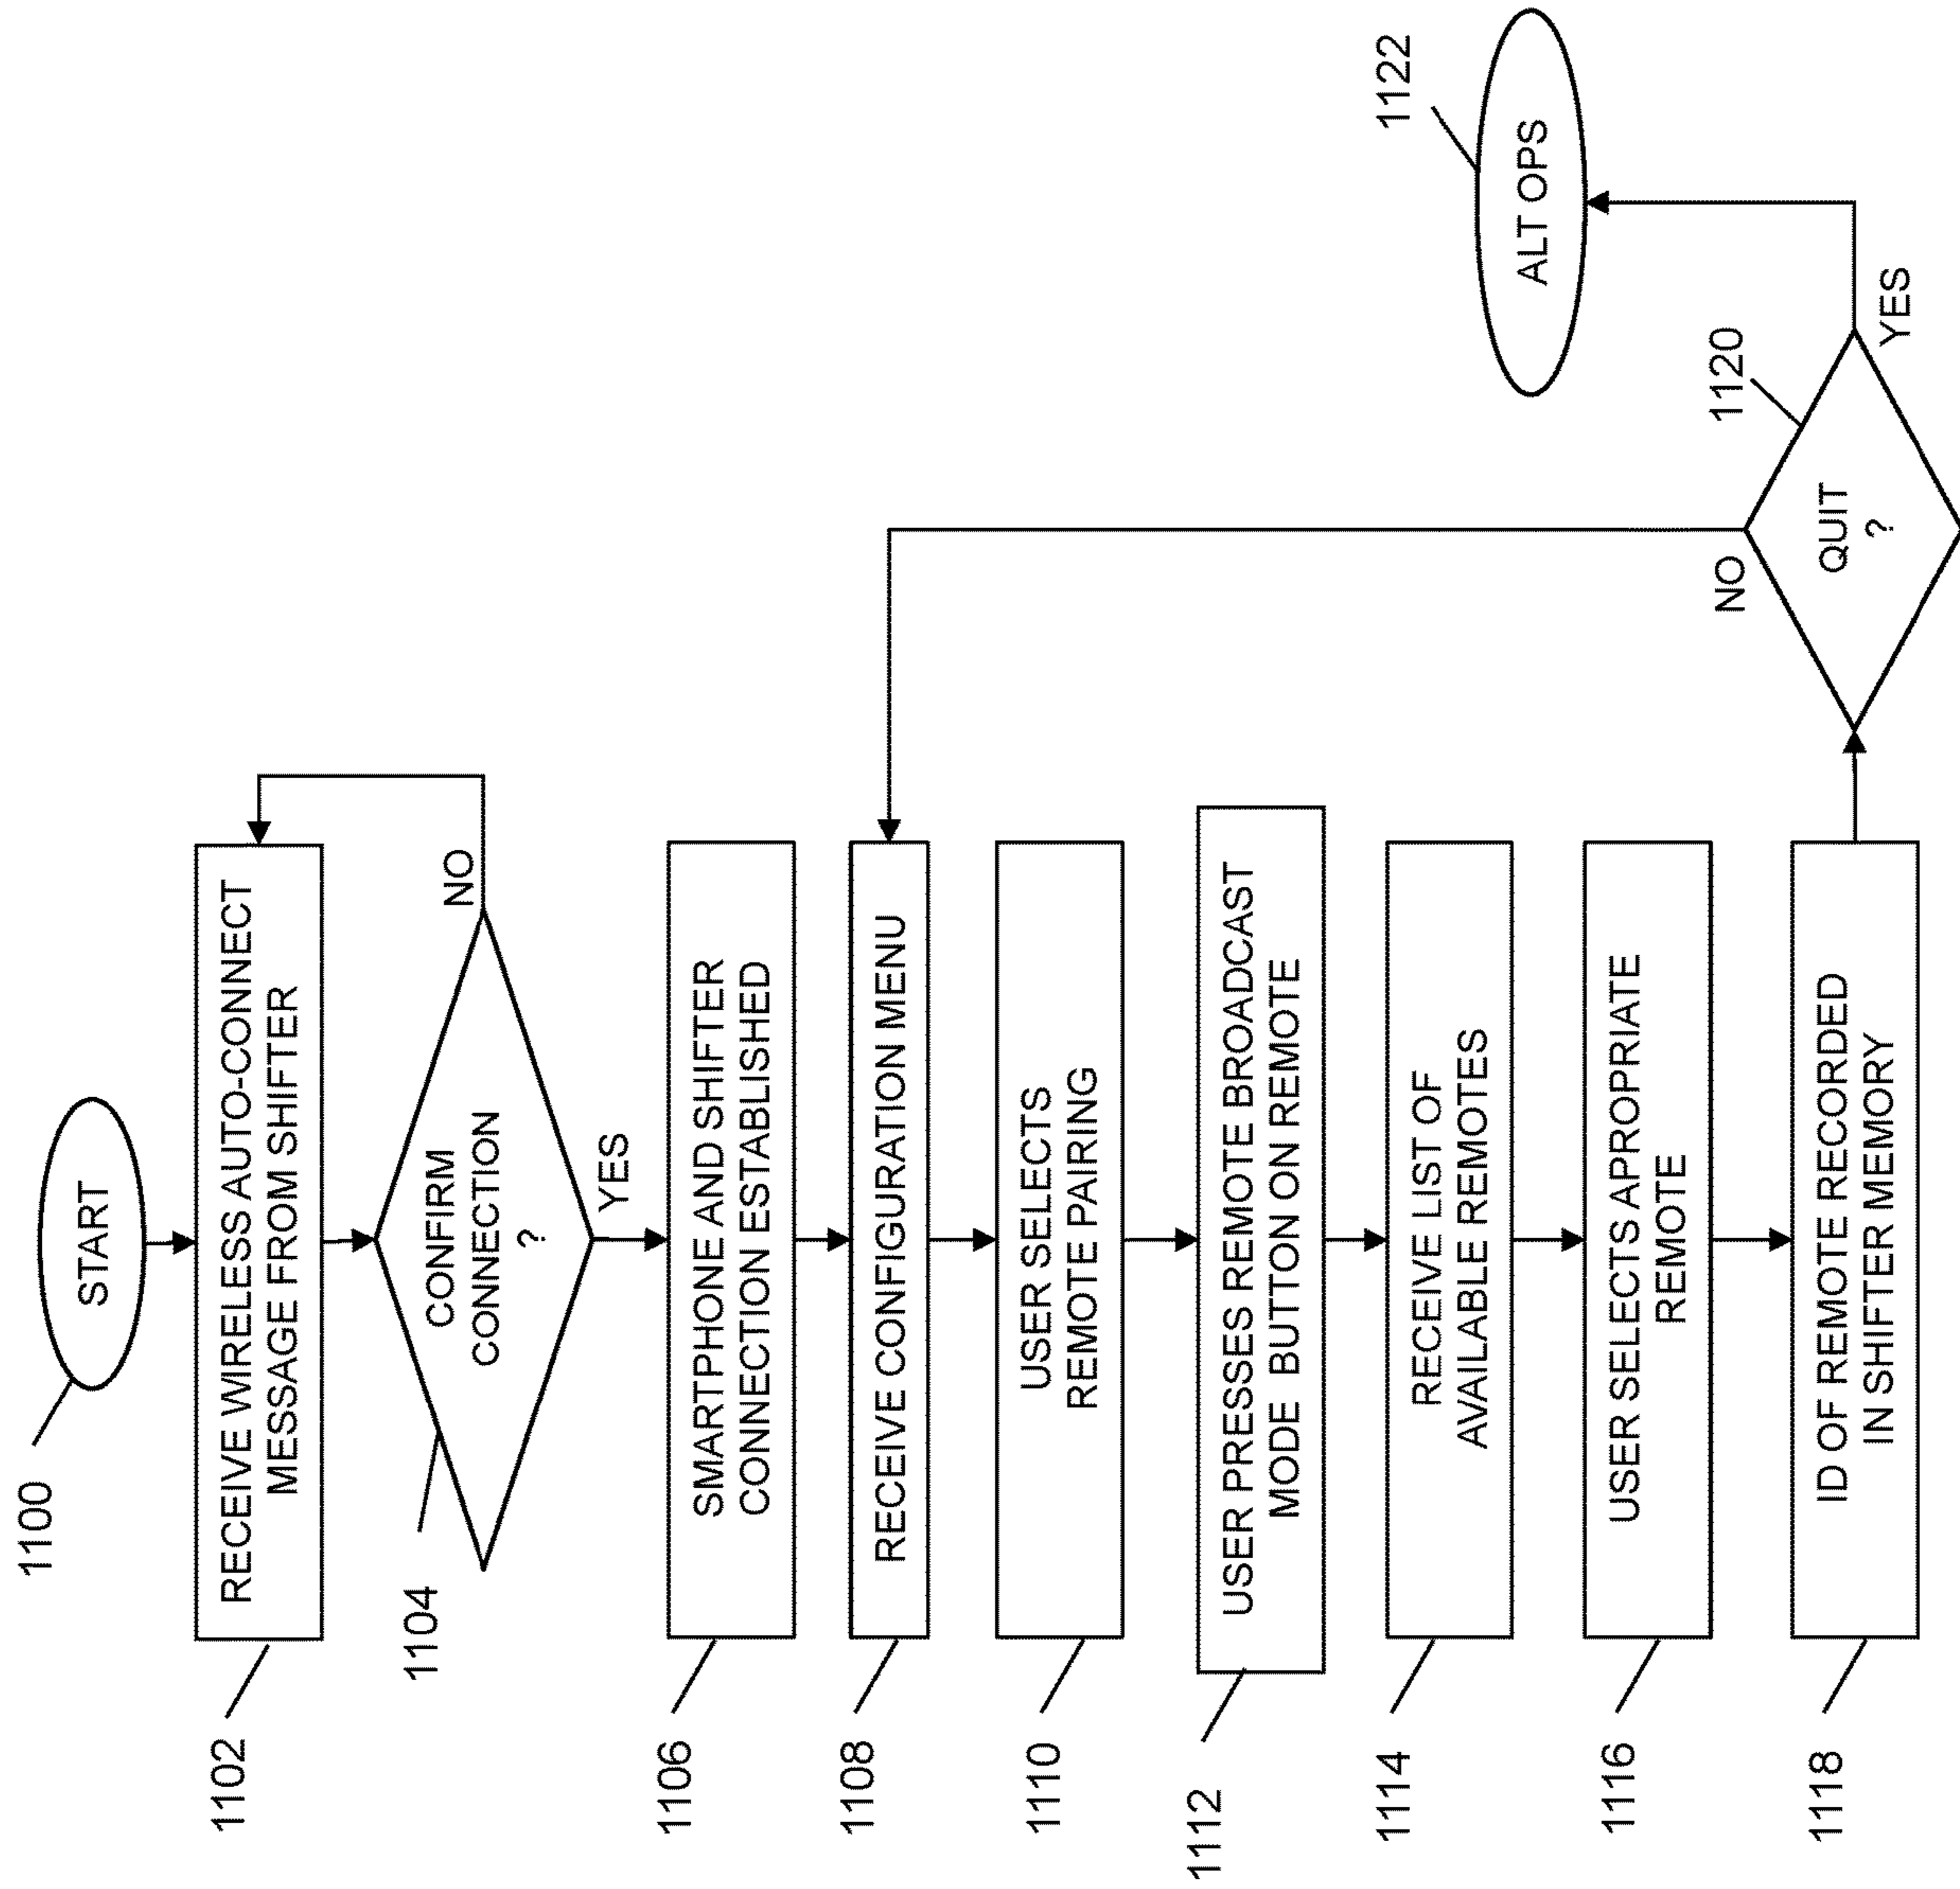 1100
START
1102
RECEIVE WIRELESS AUTO-CONNECT
MESSAGE FROM SHIFTER
1104
CONFIRM
CONNECTION
?
NO
YES
1106
SMARTPHONE AND SHIFTER
CONNECTION ESTABLISHED
1108
RECEIVE CONFIGURATION MENU
1110
USER SELECTS
REMOTE PAIRING
1112
USER PRESSES REMOTE BROADCAST
MODE BUTTON ON REMOTE
1114
RECEIVE LIST OF
AVAILABLE REMOTES
1116
USER SELECTS APPROPRIATE
REMOTE
1118
ID OF REMOTE RECORDED
IN SHIFTER MEMORY
1120
QUIT
?
NO
YES
1122
ALT OPS